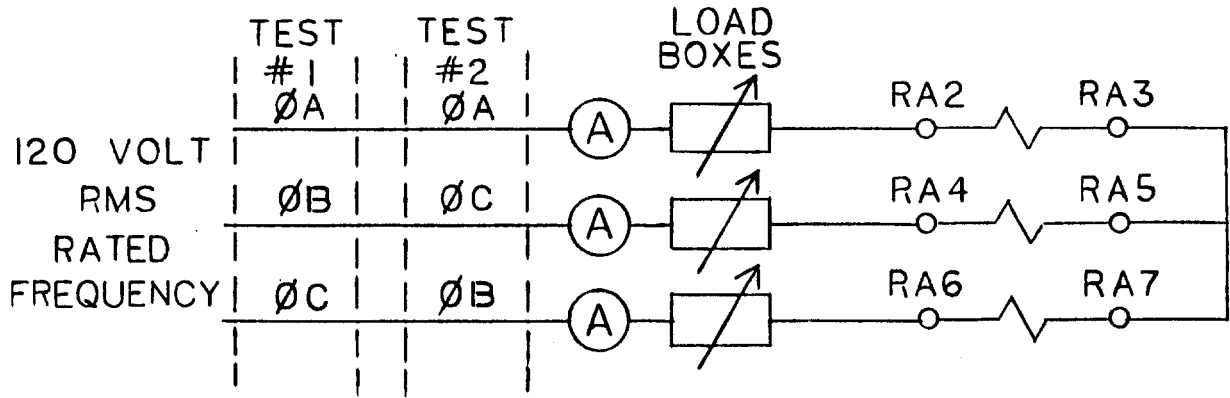 TEST #1
TEST #2
LOAD BOXES
120 VOLT RMS RATED FREQUENCY
ØA
ØA
A
RA2
RA3
ØB
ØC
A
RA4
RA5
ØC
ØB
A
RA6
RA7